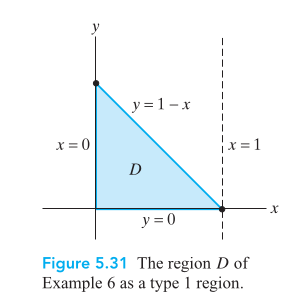 y
y = 1 − x
x = 0
x = 1
D
x
y = 0
Figure 5.31 The region D of
Example 6 as a type 1 region.